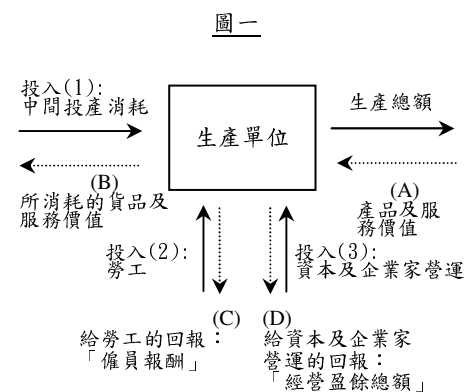 圖一
投入(1):
中間投產消耗
生產總額
生產單位
(B)
所消耗的貨品及
服務價值
(A)
產品及服
務價值
投入(2):
勞工
投入(3):
資本及企業家營運
(C)
(D)
給勞工的回報：
「僱員報酬」
給資本及企業家
營運的回報：
「經營盈餘總額」